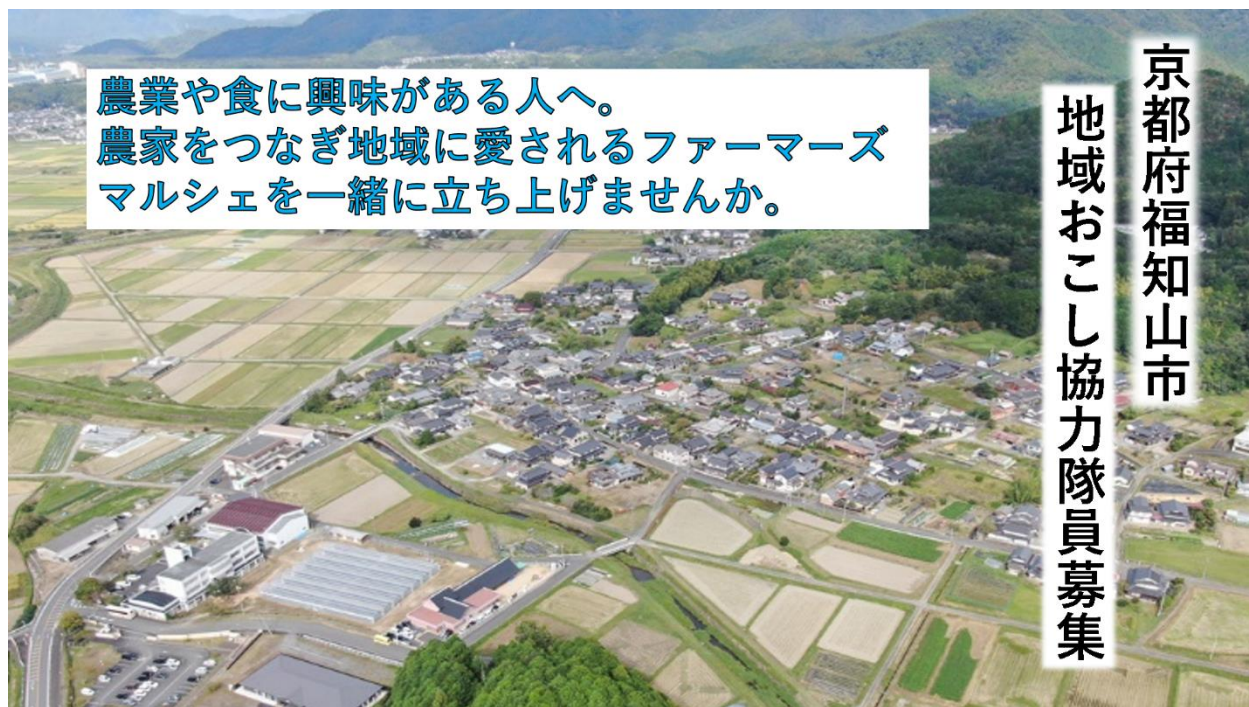 農業や食に興味がある人へ。
農家をつなぎ地域に愛されるファーマーズ
マルシェを一緒に立ち上げませんか。
京都府福知山市
地域おこし協力隊員募集